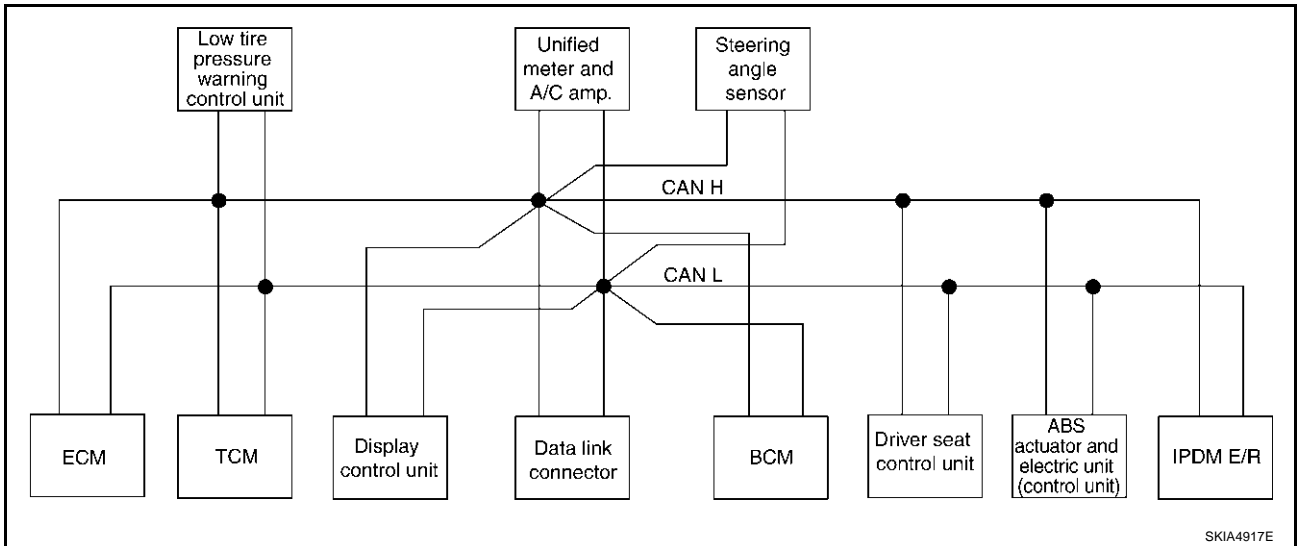 Low tire
pressure
warning
control unit
Unified
meter and
A/C amp.
Steering
angle
sensor
CAN H
CAN L
ECM
TCM
Display
control unit
Data link
connector
BCM
Driver seat
control unit
ABS
actuator and
electric unit
(control unit)
IPDM E/R
SKIA4917E